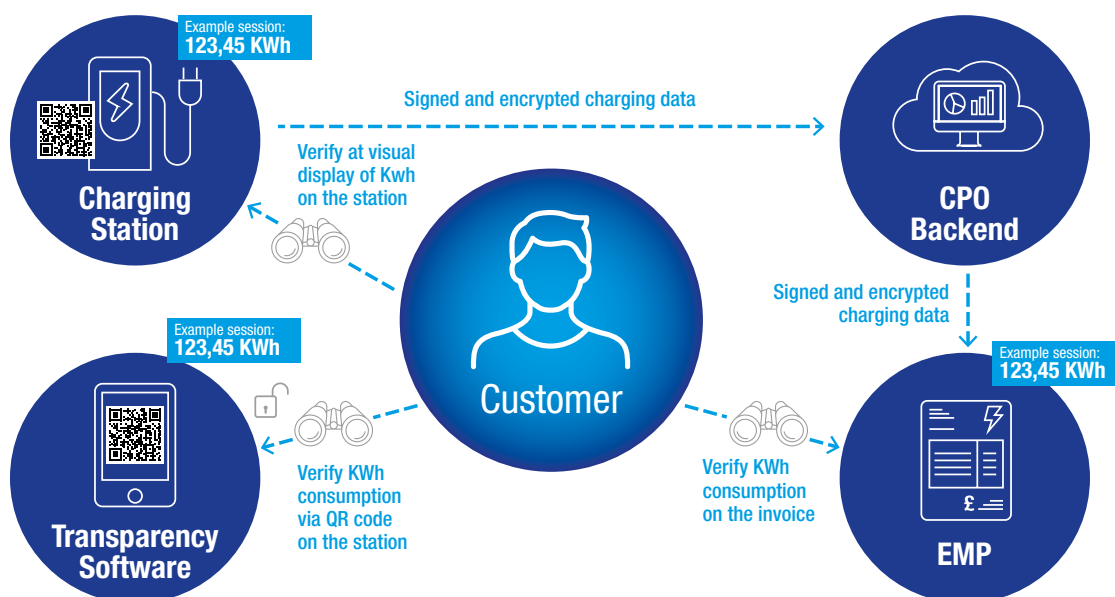 Example session:
123,45 KWh
Charging
Station
Signed and encrypted charging data
CPO
Backend
Verify at visual
display of Kwh
on the station
Customer
Signed and encrypted
charging data
Example session:
123,45 KWh
Transparency
Software
Verify KWh
consumption
via QR code
on the station
Verify KWh
consumption
on the invoice
Example session:
123,45 KWh
£
EMP